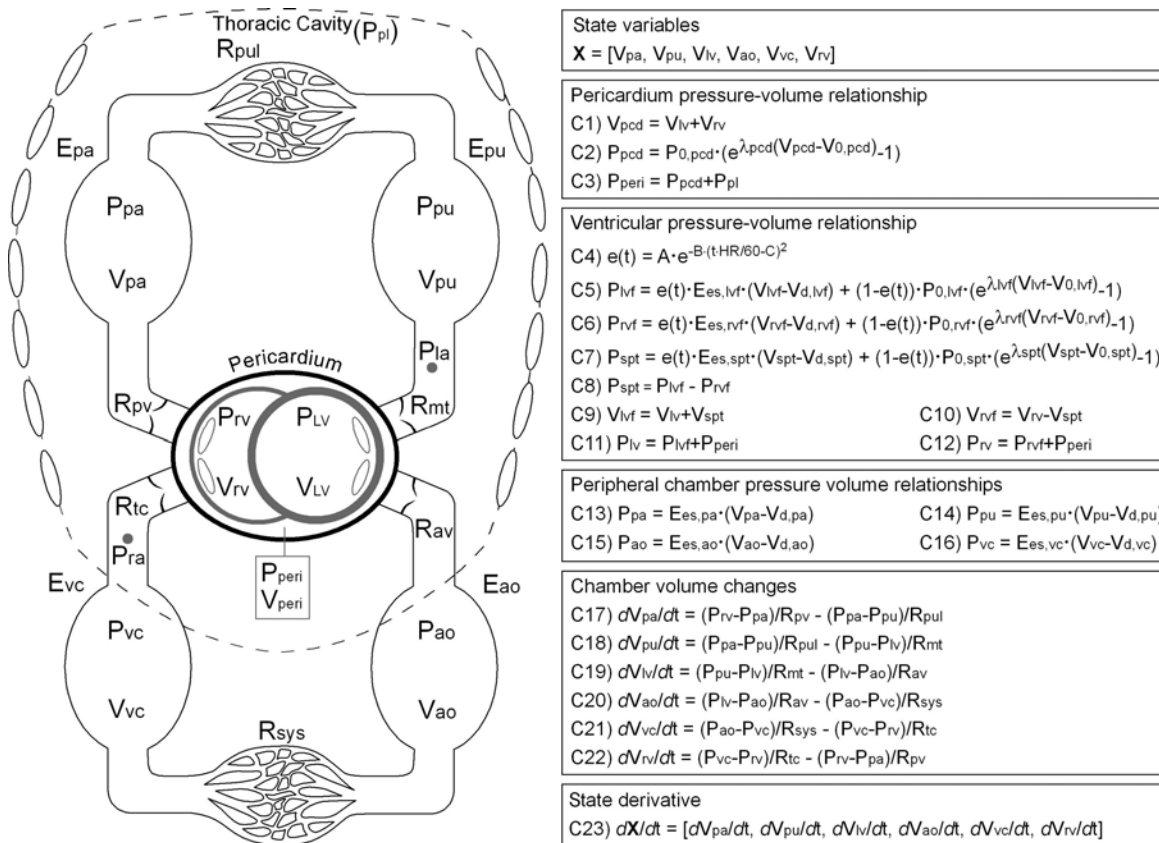 Thoracic Cavity(Ppl)
Rpul
Epa
Epu
Ppa
Ppu
Vpa
Vpu
Pla
Pericardium
Rpv
Rmt
Prv
PLV
Vrv
VLV
Rtc
Rav
Pra
Evc
Eao
Pperi
Vperi
Pvc
Pao
Vvc
Vao
Rsys
State variables
X = [Vpa, Vpu, Vlv, Vao, Vvc, Vrv]
Pericardium pressure-volume relationship
C1) Vpcd = Vlv+Vrv
C2) Ppcd = P0,pcd·(e^λpcd(Vpcd-V0,pcd)-1)
C3) Pperi = Ppcd+Ppl
Ventricular pressure-volume relationship
C4) e(t) = A·e^-B·(t·HR/60-C)^2
C5) Plvf = e(t)·Ees,lvf·(Vlvf-Vd,lvf) + (1-e(t))·P0,lvf·(e^λlvf(Vlvf-V0,lvf)-1)
C6) Prvf = e(t)·Ees,rvf·(Vrvf-Vd,rvf) + (1-e(t))·P0,rvf·(e^λrvf(Vrvf-V0,rvf)-1)
C7) Pspt = e(t)·Ees,spt·(Vspt-Vd,spt) + (1-e(t))·P0,spt·(e^λspt(Vspt-V0,spt)-1)
C8) Pspt = Plvf - Prvf
C9) Vlvf = Vlv+Vspt C10) Vrvf = Vrv-Vspt
C11) Plv = Plvf+Pperi C12) Prv = Prvf+Pperi
Peripheral chamber pressure volume relationships
C13) Ppa = Ees,pa·(Vpa-Vd,pa) C14) Ppu = Ees,pu·(Vpu-Vd,pu)
C15) Pao = Ees,ao·(Vao-Vd,ao) C16) Pvc = Ees,vc·(Vvc-Vd,vc)
Chamber volume changes
C17) dVpa/dt = (Prv-Ppa)/Rpv - (Ppa-Ppu)/Rpul
C18) dVpu/dt = (Ppa-Ppu)/Rpul - (Ppu-Plv)/Rmt
C19) dVlv/dt = (Ppu-Plv)/Rmt - (Plv-Pao)/Rav
C20) dVao/dt = (Plv-Pao)/Rav - (Pao-Pvc)/Rsys
C21) dVvc/dt = (Pao-Pvc)/Rsys - (Pvc-Prv)/Rtc
C22) dVrv/dt = (Pvc-Prv)/Rtc - (Prv-Ppa)/Rpv
State derivative
C23) dX/dt = [dVpa/dt, dVpu/dt, dVlv/dt, dVao/dt, dVvc/dt, dVrv/dt]